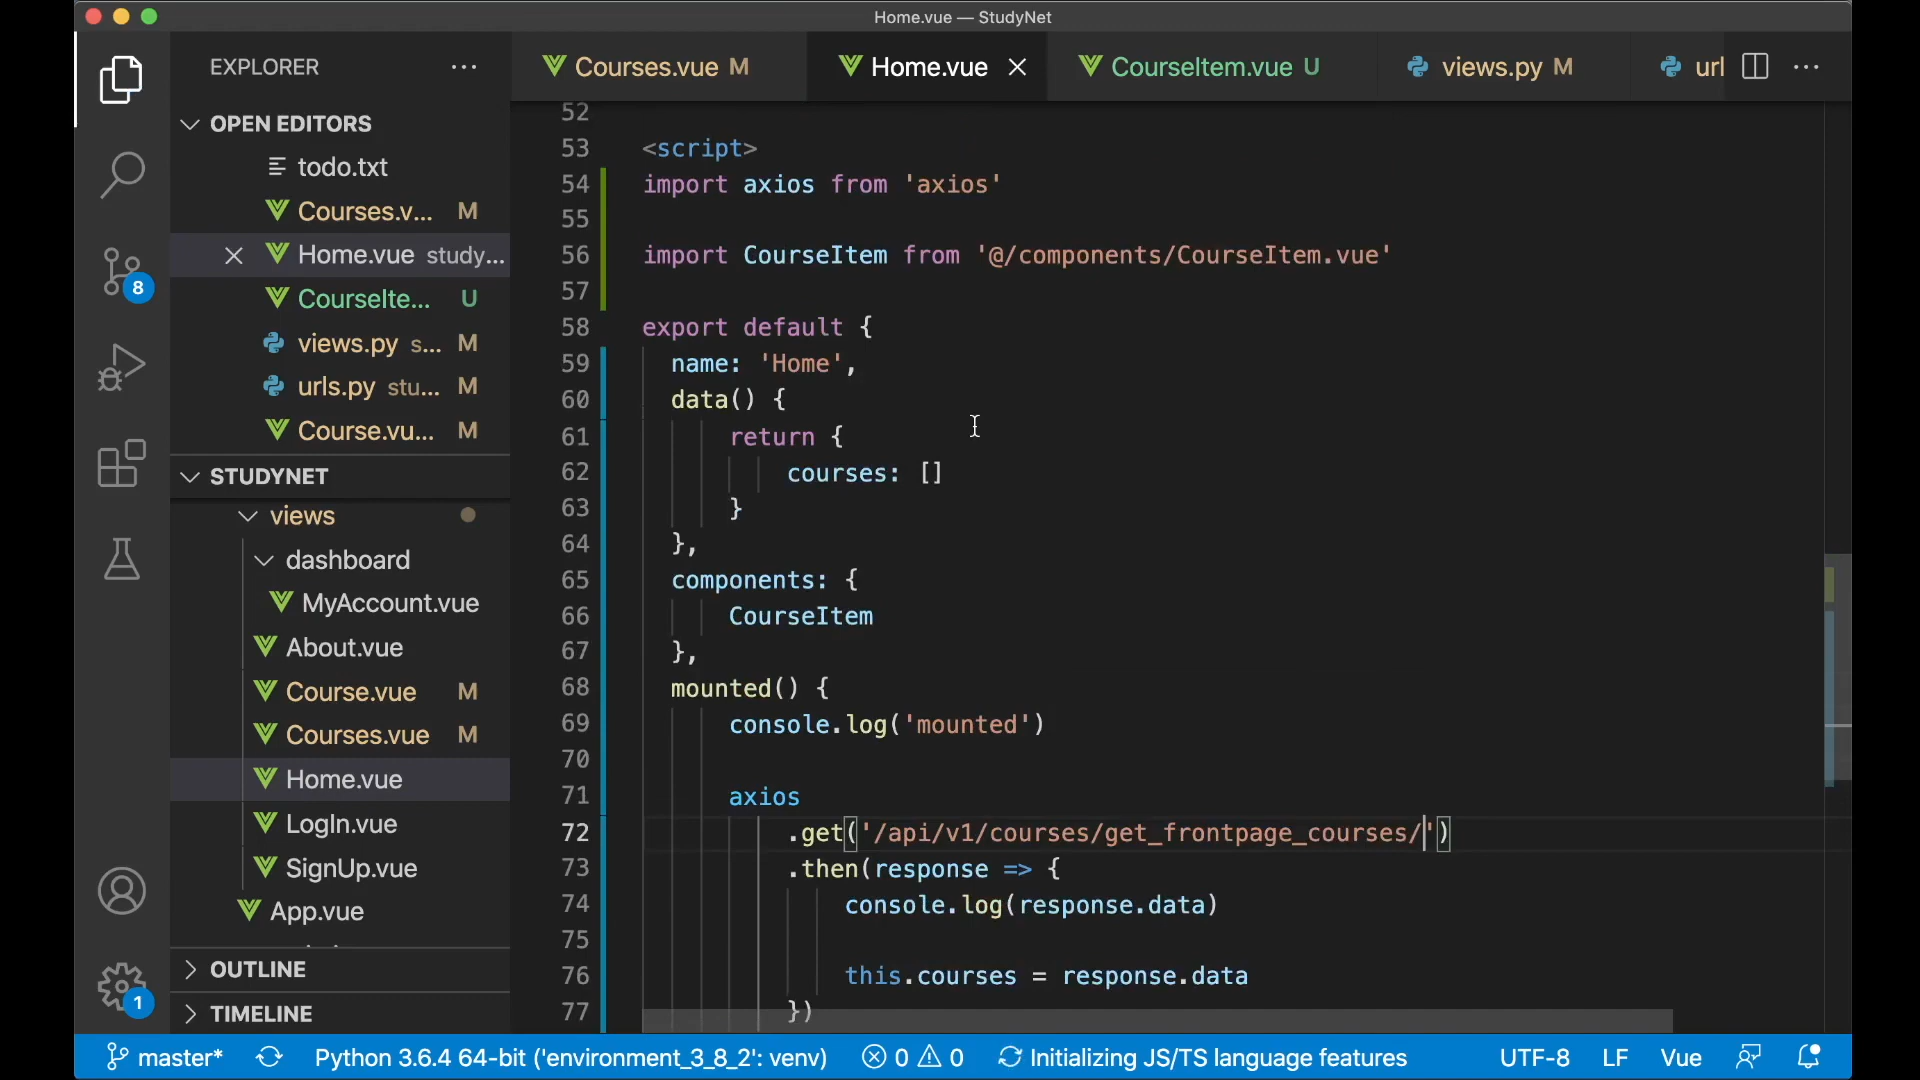 Home.vue — StudyNet
EXPLORER
Courses.vue M
Home.vue
CourseItem.vue U
views.py M
url
OPEN EDITORS
todo.txt
Courses.v... M
Home.vue study...
CourseIte... U
views.py s... M
urls.py stu... M
Course.vu... M
STUDYNET
views
dashboard
MyAccount.vue
About.vue
Course.vue M
Courses.vue M
Home.vue
LogIn.vue
SignUp.vue
App.vue
OUTLINE
TIMELINE
8
1
52
53 <script>
54 import axios from 'axios'
55
56 import CourseItem from '@/components/CourseItem.vue'
57
58 export default {
59 name: 'Home',
60 data() {
61 return {
62 courses: []
63 }
64 },
65 components: {
66 CourseItem
67 },
68 mounted() {
69 console.log('mounted')
70
71 axios
72 .get('/api/v1/courses/get_frontpage_courses/')
73 .then(response => {
74 console.log(response.data)
75
76 this.courses = response.data
77 })
master* Python 3.6.4 64-bit ('environment_3_8_2': venv) 0 0 Initializing JS/TS language features UTF-8 LF Vue